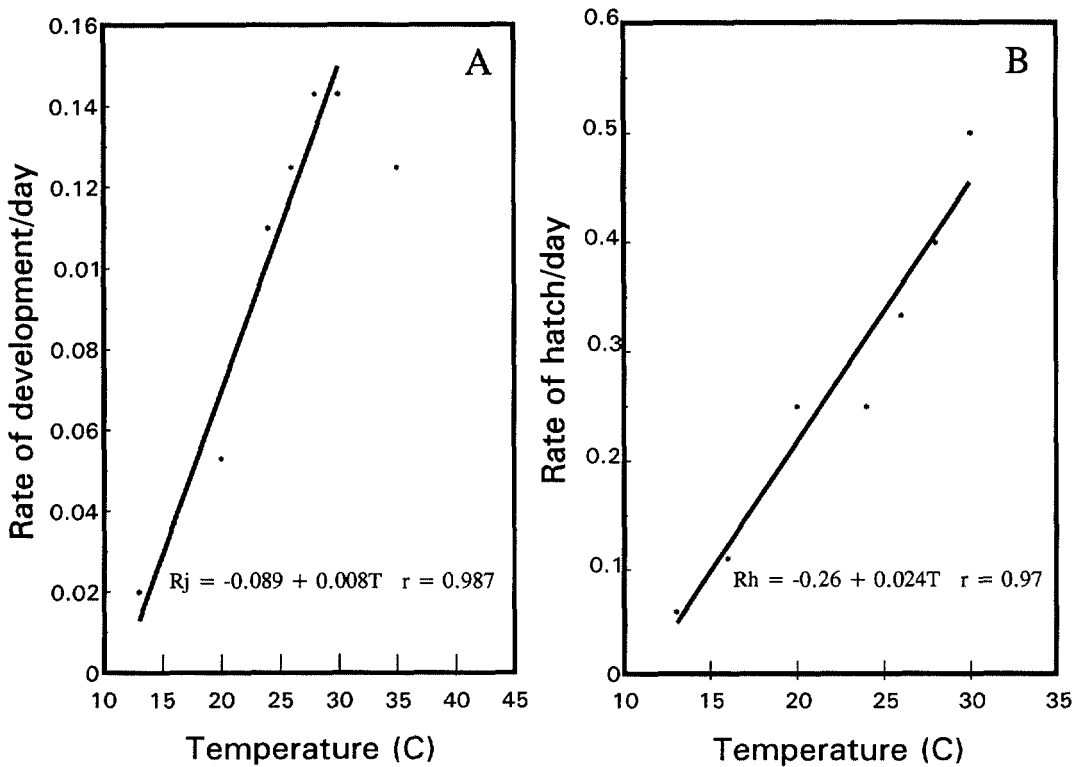 A
Rate of development/day
0.16
0.14
0.12
0.01
0.08
0.06
0.04
0.02
0
Rj = -0.089 + 0.008T r = 0.987
10 15 20 25 30 35 40 45
Temperature (C)
B
Rate of hatch/day
0.6
0.5
0.4
0.3
0.2
0.1
0
Rh = -0.26 + 0.024T r = 0.97
10 15 20 25 30 35
Temperature (C)